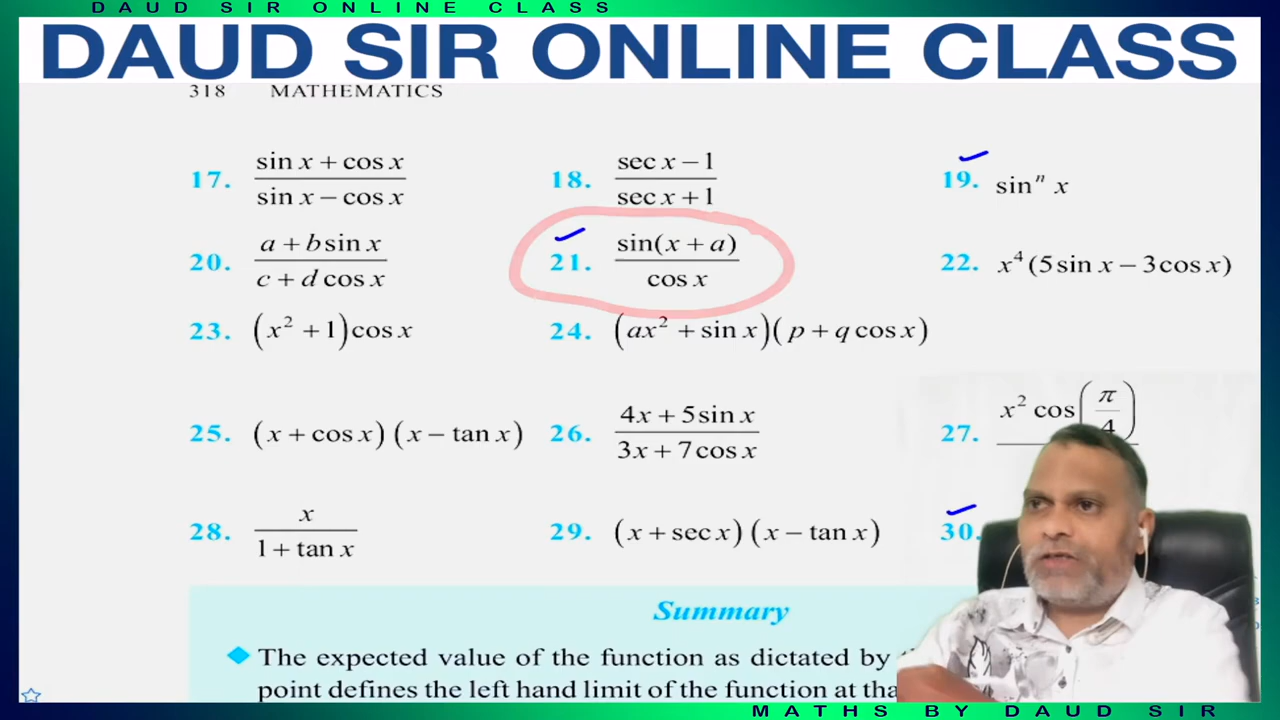 DAUD SIR ONLINE CLASS
DAUD SIR ONLINE CLASS
318 MATHEMATICS
17. (sin x + cos x)/(sin x − cos x)
18. (sec x − 1)/(sec x + 1)
19. sinⁿ x
20. (a + b sin x)/(c + d cos x)
21. sin(x + a)/cos x
22. x⁴(5 sin x − 3 cos x)
23. (x² + 1) cos x
24. (ax² + sin x)(p + q cos x)
25. (x + cos x)(x − tan x)
26. (4x + 5 sin x)/(3x + 7 cos x)
27. x² cos(π/4)
28. x/(1 + tan x)
29. (x + sec x)(x − tan x)
30.
Summary
The expected value of the function as dictated by
point defines the left hand limit of the function at
MATHS BY DAUD SIR